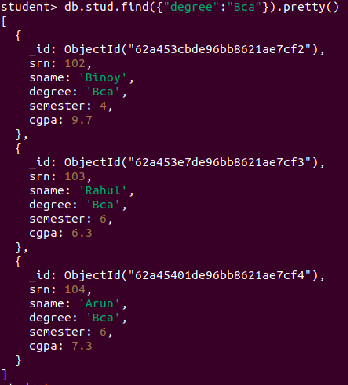 student> db.stud.find({"degree":"Bca"}).pretty()
[
  {
    _id: ObjectId("62a453cbde96bb8621ae7cf2"),
    srn: 102,
    sname: 'Binoy',
    degree: 'Bca',
    semester: 4,
    cgpa: 9.7
  },
  {
    _id: ObjectId("62a453e7de96bb8621ae7cf3"),
    srn: 103,
    sname: 'Rahul',
    degree: 'Bca',
    semester: 6,
    cgpa: 6.3
  },
  {
    _id: ObjectId("62a45401de96bb8621ae7cf4"),
    srn: 104,
    sname: 'Arun',
    degree: 'Bca',
    semester: 6,
    cgpa: 7.3
  }
]